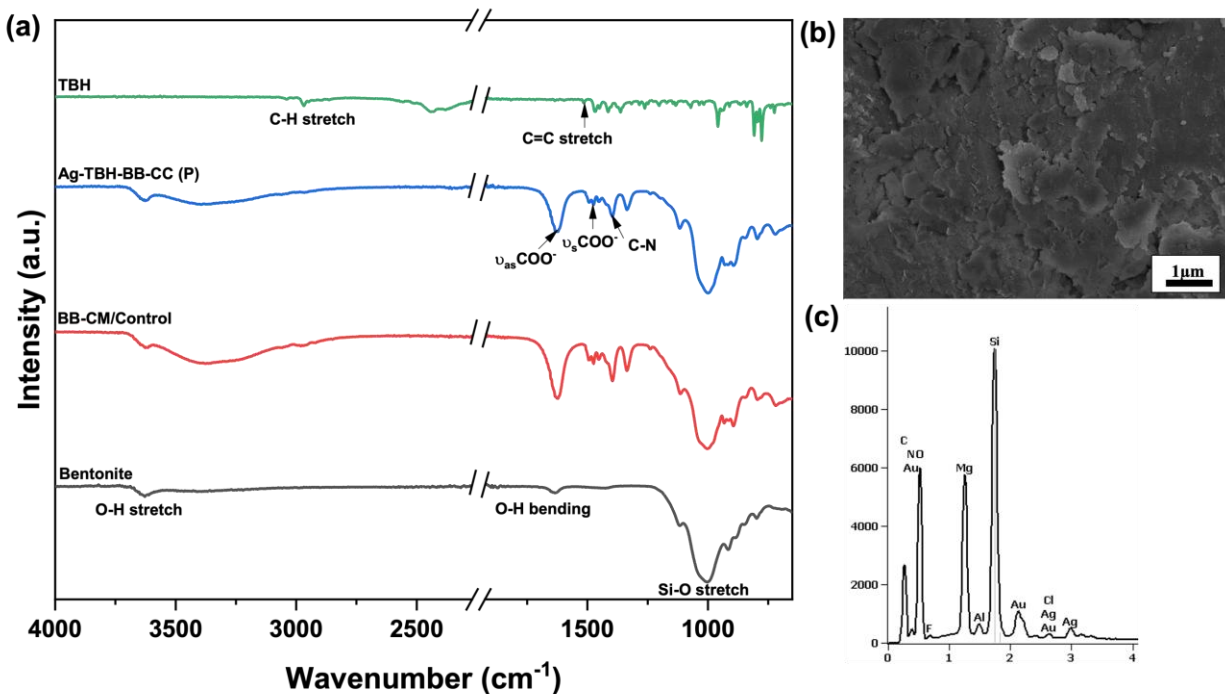 (a)
TBH
C-H stretch
C=C stretch
Ag-TBH-BB-CC (P)
υasCOO-
υsCOO-
C-N
BB-CM/Control
Bentonite
O-H stretch
O-H bending
Si-O stretch
Intensity (a.u.)
4000 3500 3000 2500 1500 1000
Wavenumber (cm-1)
(b)
1μm
(c)
10000
8000
6000
4000
2000
0
C
N O
Au
F
Mg
Al
Si
Au
Cl
Ag
Au
Ag
0 1 2 3 4